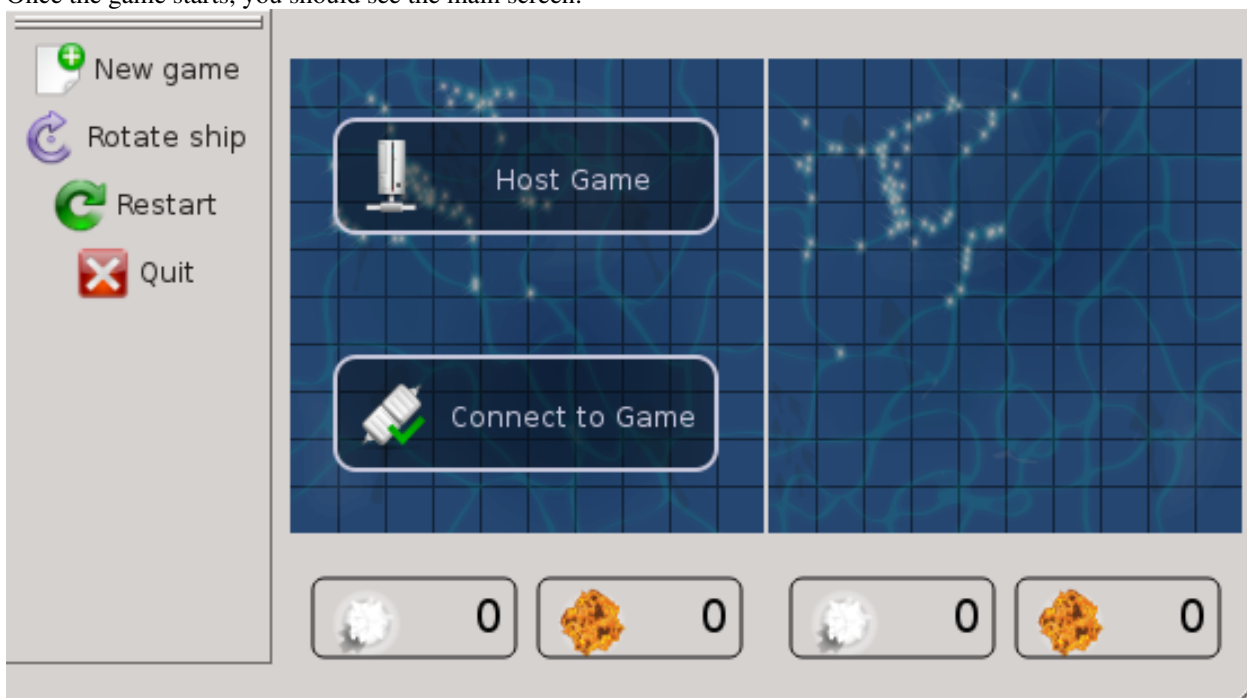 Once the game starts, you should see the main screen:
New game
Rotate ship
Restart
Quit
Host Game
Connect to Game
0 0 0 0